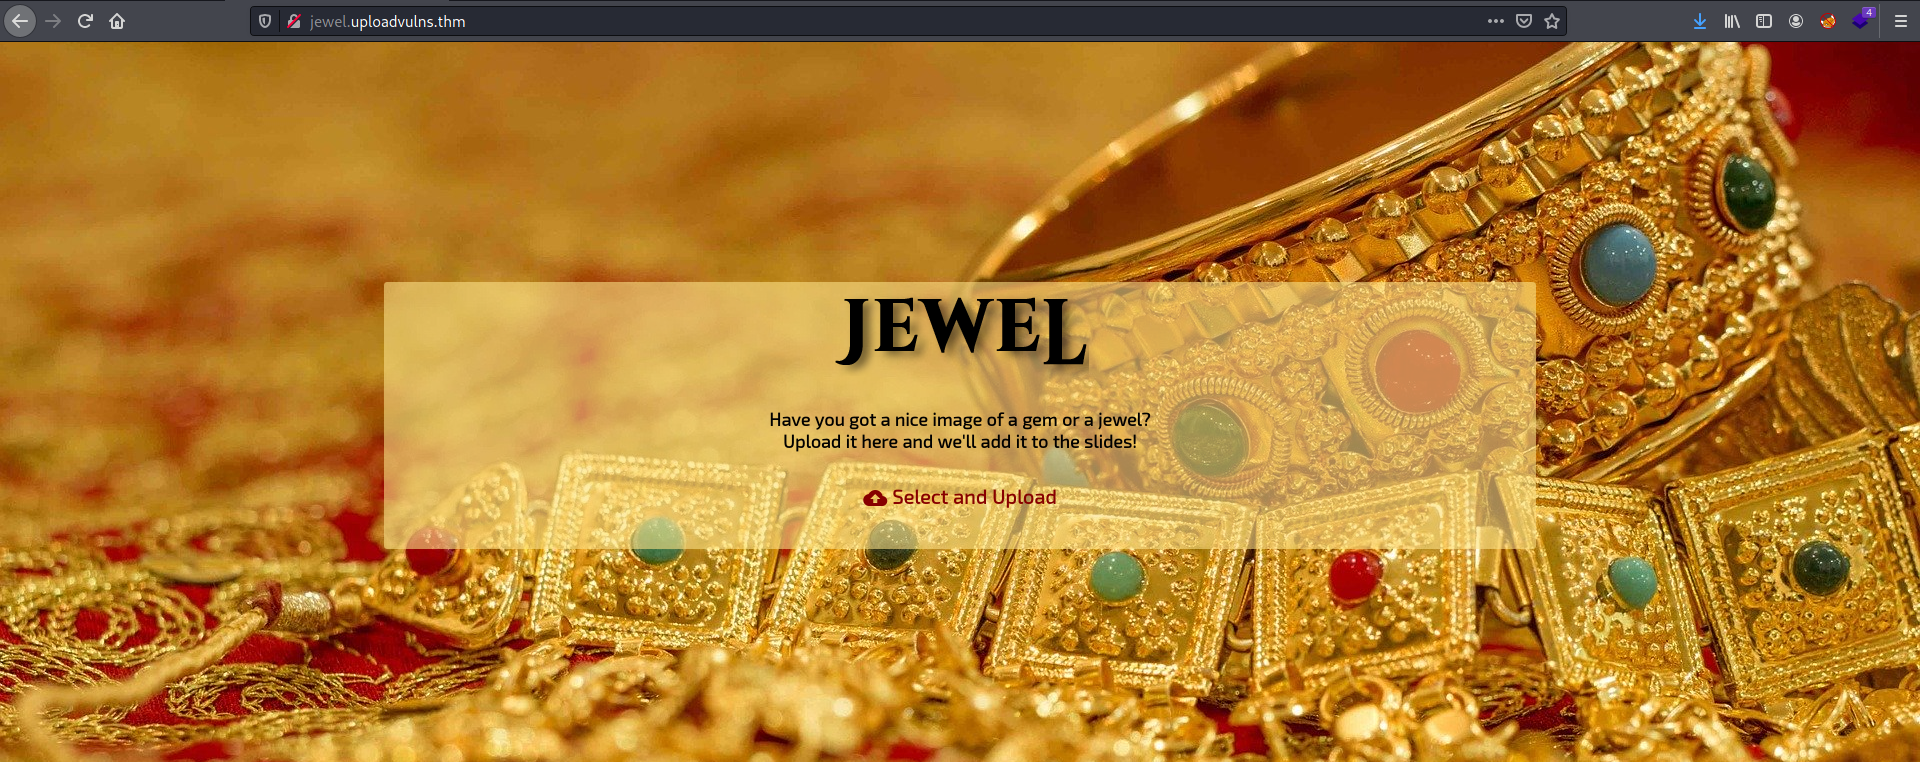 jewel.uploadvulns.thm
4
JEWEL
Have you got a nice image of a gem or a jewel?
Upload it here and we'll add it to the slides!
Select and Upload